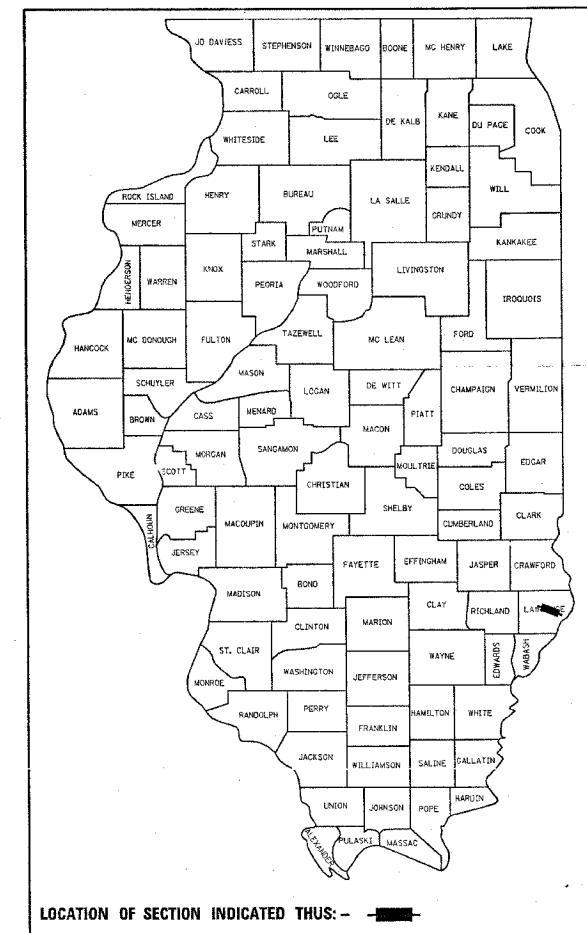 JO DAVIESS
STEPHENSON
WINNEBAGO
BOONE
MC HENRY
LAKE
CARROLL
OGLE
DE KALB
KANE
DU PAGE
COOK
WHITESIDE
LEE
KENDALL
WILL
ROCK ISLAND
HENRY
BUREAU
LA SALLE
GRUNDY
MERCER
PUTNAM
STARK
MARSHALL
KANKAKEE
HENDERSON
WARREN
KNOX
PEORIA
WOODFORD
LIVINGSTON
IROQUOIS
HANCOCK
MC DONOUGH
FULTON
TAZEWELL
MC LEAN
FORD
MASON
SCHUYLER
LOGAN
DE WITT
CHAMPAIGN
VERMILION
ADAMS
BROWN
CASS
MENARD
MACON
PIATT
PIKE
SCOTT
MORGAN
SANGAMON
MOULTRIE
DOUGLAS
EDGAR
CHRISTIAN
COLES
CALHOUN
GREENE
MACOUPIN
MONTGOMERY
SHELBY
CUMBERLAND
CLARK
JERSEY
FAYETTE
EFFINGHAM
JASPER
CRAWFORD
MADISON
BOND
CLAY
RICHLAND
CLINTON
MARION
ST. CLAIR
WAYNE
EDWARDS
WABASH
MONROE
WASHINGTON
JEFFERSON
RANDOLPH
PERRY
HAMILTON
WHITE
FRANKLIN
JACKSON
WILLIAMSON
SALINE
GALLATIN
UNION
JOHNSON
POPE
HARDIN
ALEXANDER
PULASKI
MASSAC
LOCATION OF SECTION INDICATED THUS: -